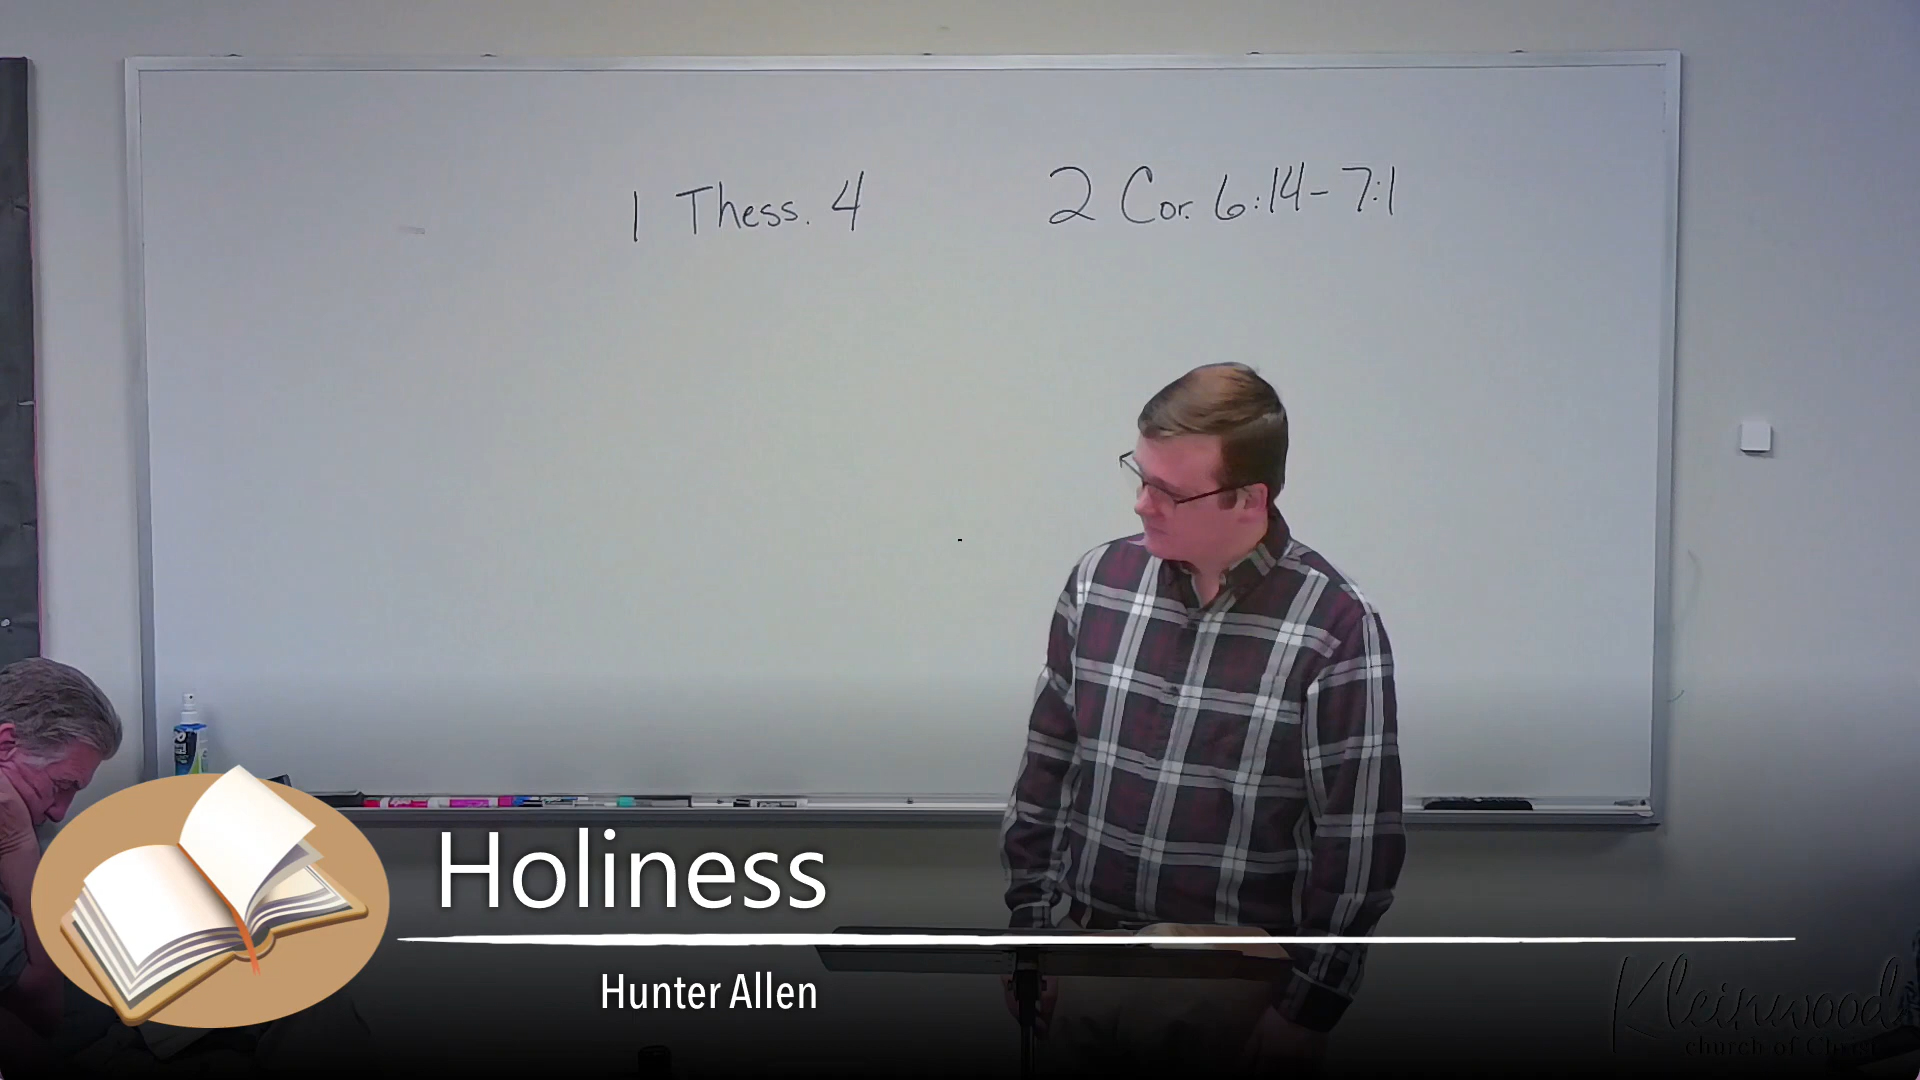 1 Thess. 4
2 Cor. 6:14-7:1
Holiness
Hunter Allen
Kleinwood
church of Christ